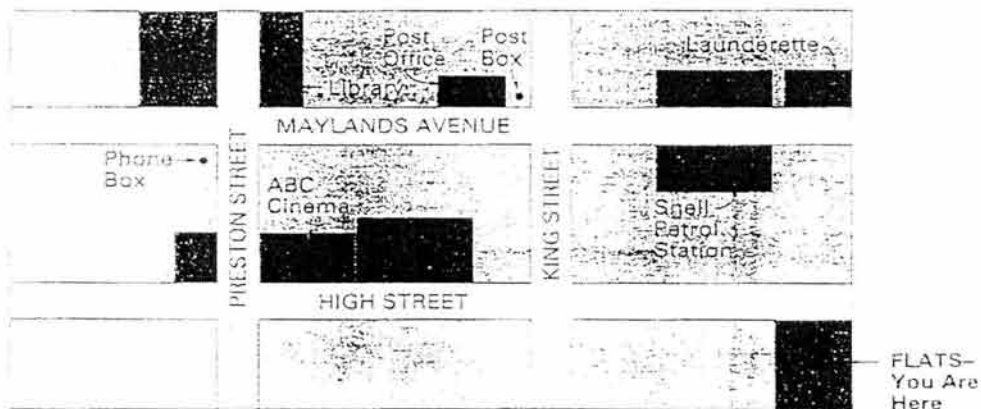 Post
Office
Post
Box
Launderette
Library
MAYLANDS AVENUE
Phone
Box
PRESTON STREET
ABC
Cinema
KING STREET
Snell
Petrol
Station
HIGH STREET
FLATS–
You Are
Here